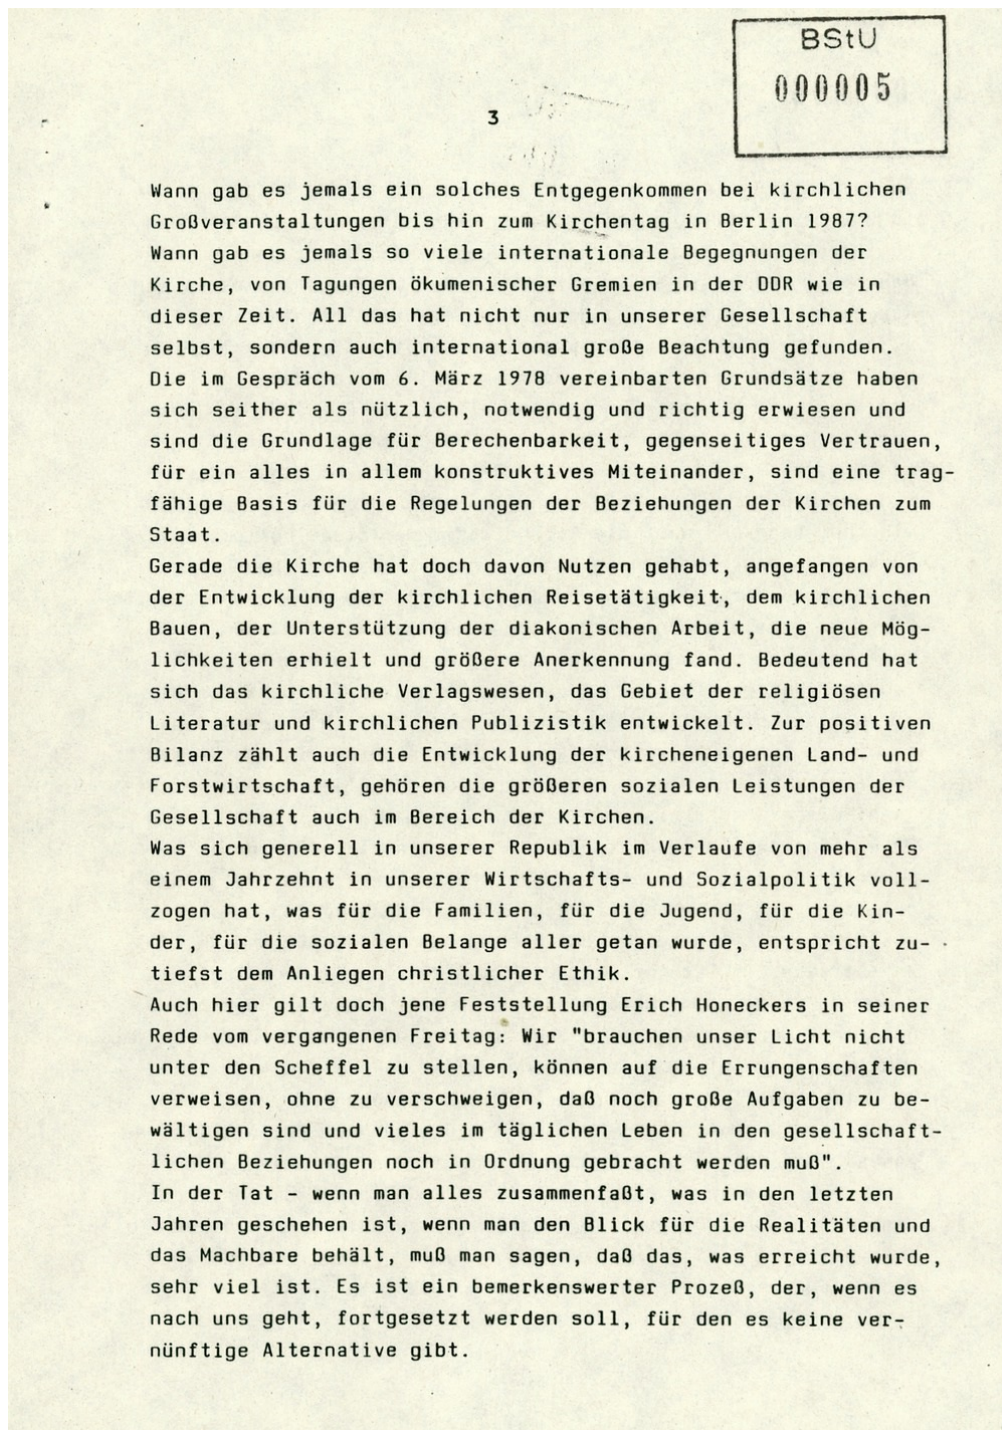 BStU
000005
3
Wann gab es jemals ein solches Entgegenkommen bei kirchlichen
Großveranstaltungen bis hin zum Kirchentag in Berlin 1987?
Wann gab es jemals so viele internationale Begegnungen der
Kirche, von Tagungen ökumenischer Gremien in der DDR wie in
dieser Zeit. All das hat nicht nur in unserer Gesellschaft
selbst, sondern auch international große Beachtung gefunden.
Die im Gespräch vom 6. März 1978 vereinbarten Grundsätze haben
sich seither als nützlich, notwendig und richtig erwiesen und
sind die Grundlage für Berechenbarkeit, gegenseitiges Vertrauen,
für ein alles in allem konstruktives Miteinander, sind eine trag-
fähige Basis für die Regelungen der Beziehungen der Kirchen zum
Staat.
Gerade die Kirche hat doch davon Nutzen gehabt, angefangen von
der Entwicklung der kirchlichen Reisetätigkeit, dem kirchlichen
Bauen, der Unterstützung der diakonischen Arbeit, die neue Mög-
lichkeiten erhielt und größere Anerkennung fand. Bedeutend hat
sich das kirchliche Verlagswesen, das Gebiet der religiösen
Literatur und kirchlichen Publizistik entwickelt. Zur positiven
Bilanz zählt auch die Entwicklung der kircheneigenen Land- und
Forstwirtschaft, gehören die größeren sozialen Leistungen der
Gesellschaft auch im Bereich der Kirchen.
Was sich generell in unserer Republik im Verlaufe von mehr als
einem Jahrzehnt in unserer Wirtschafts- und Sozialpolitik voll-
zogen hat, was für die Familien, für die Jugend, für die Kin-
der, für die sozialen Belange aller getan wurde, entspricht zu-
tiefst dem Anliegen christlicher Ethik.
Auch hier gilt doch jene Feststellung Erich Honeckers in seiner
Rede vom vergangenen Freitag: Wir "brauchen unser Licht nicht
unter den Scheffel zu stellen, können auf die Errungenschaften
verweisen, ohne zu verschweigen, daß noch große Aufgaben zu be-
wältigen sind und vieles im täglichen Leben in den gesellschaft-
lichen Beziehungen noch in Ordnung gebracht werden muß".
In der Tat - wenn man alles zusammenfaßt, was in den letzten
Jahren geschehen ist, wenn man den Blick für die Realitäten und
das Machbare behält, muß man sagen, daß das, was erreicht wurde,
sehr viel ist. Es ist ein bemerkenswerter Prozeß, der, wenn es
nach uns geht, fortgesetzt werden soll, für den es keine ver-
nünftige Alternative gibt.